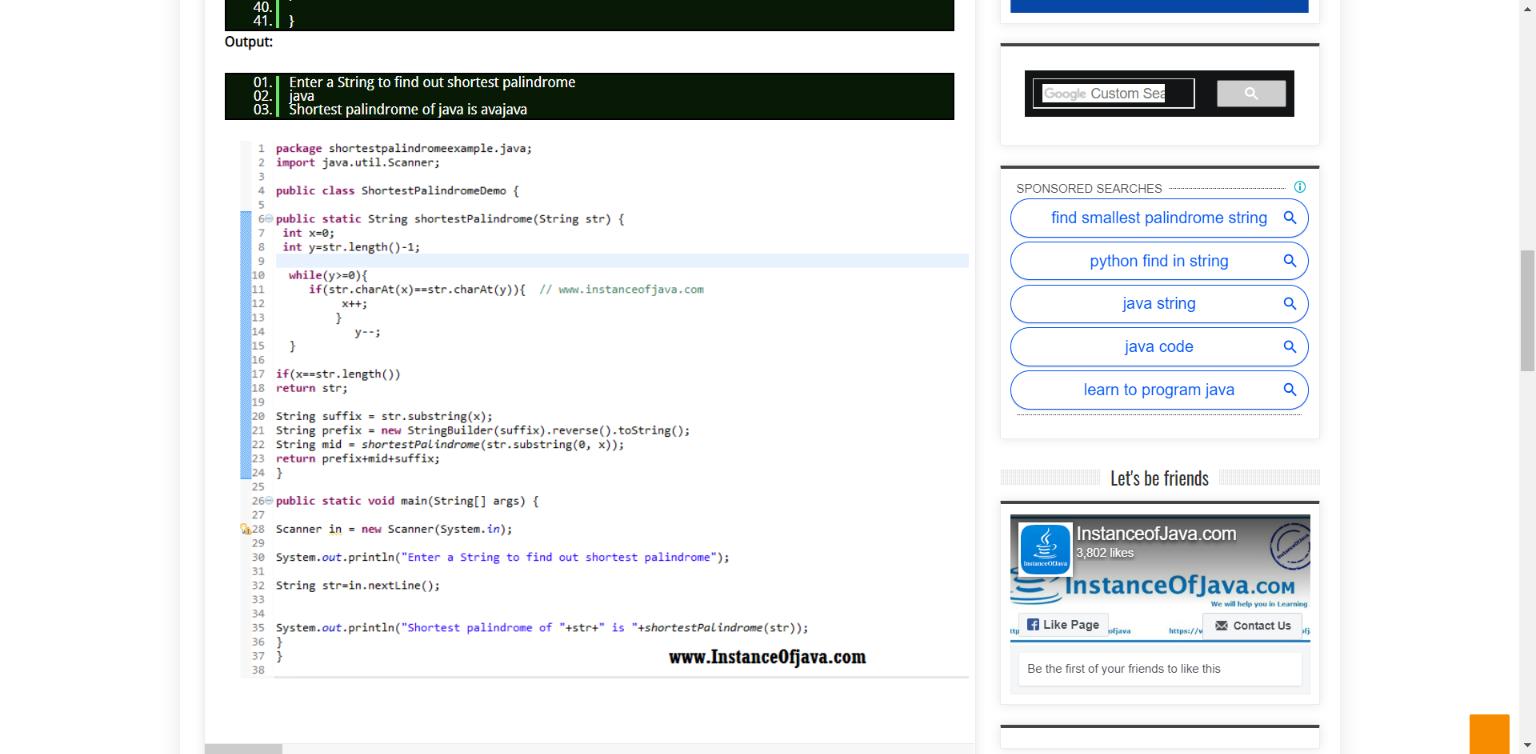 40.
41. }
Output:
01. Enter a String to find out shortest palindrome
02. java
03. Shortest palindrome of java is avajava
1 package shortestpalindromeexample.java;
2 import java.util.Scanner;
3
4 public class ShortestPalindromeDemo {
5
6 public static String shortestPalindrome(String str) {
7 int x=0;
8 int y=str.length()-1;
9
10 while(y>=0){
11 if(str.charAt(x)==str.charAt(y)){ // www.instanceofjava.com
12 x++;
13 }
14 y--;
15 }
16
17 if(x==str.length())
18 return str;
19
20 String suffix = str.substring(x);
21 String prefix = new StringBuilder(suffix).reverse().toString();
22 String mid = shortestPalindrome(str.substring(0, x));
23 return prefix+mid+suffix;
24 }
25
26 public static void main(String[] args) {
27
28 Scanner in = new Scanner(System.in);
29
30 System.out.println("Enter a String to find out shortest palindrome");
31
32 String str=in.nextLine();
33
34
35 System.out.println("Shortest palindrome of "+str+" is "+shortestPalindrome(str));
36 }
37 }
38
www.InstanceOfjava.com
Google Custom Sea
SPONSORED SEARCHES
find smallest palindrome string
python find in string
java string
java code
learn to program java
Let's be friends
InstanceofJava.com
3,802 likes
InstanceOfJava
InstanceOfJava.com
We will help you in Learning
Like Page
ofjava
https://w
Contact Us
Be the first of your friends to like this